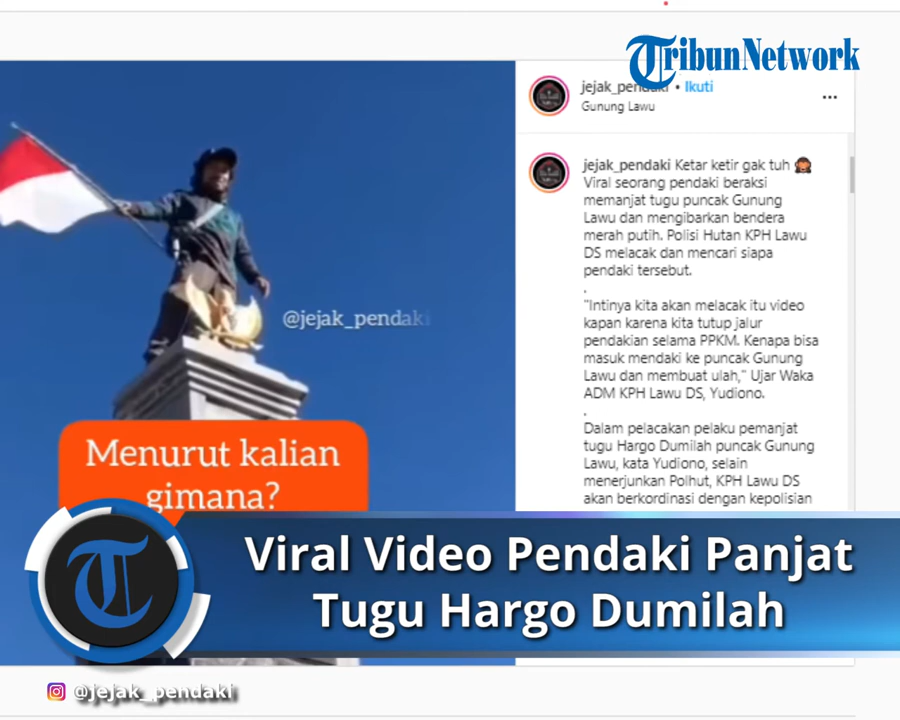 TribunNetwork
jejak_pendaki • Ikuti
Gunung Lawu
...
jejak_pendaki Ketar ketir gak tuh 🙊
Viral seorang pendaki beraksi
memanjat tugu puncak Gunung
Lawu dan mengibarkan bendera
merah putih. Polisi Hutan KPH Lawu
DS melacak dan mencari siapa
pendaki tersebut.
.
"Intinya kita akan melacak itu video
kapan karena kita tutup jalur
pendakian selama PPKM. Kenapa bisa
masuk mendaki ke puncak Gunung
Lawu dan membuat ulah," Ujar Waka
ADM KPH Lawu DS, Yudiono.
.
Dalam pelacakan pelaku pemanjat
tugu Hargo Dumilah puncak Gunung
Lawu, kata Yudiono, selain
menerjunkan Polhut, KPH Lawu DS
akan berkordinasi dengan kepolisian
@jejak_pendaki
Menurut kalian
gimana?
T
Viral Video Pendaki Panjat
Tugu Hargo Dumilah
@jejak_pendaki